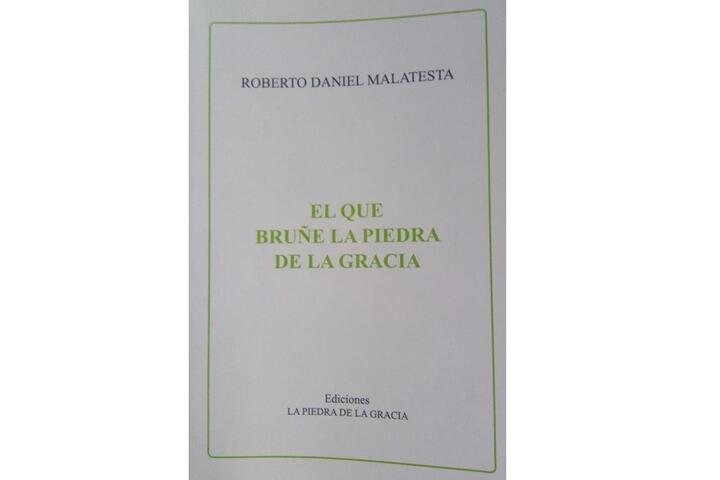 ROBERTO DANIEL MALATESTA
EL QUE
BRUÑE LA PIEDRA
DE LA GRACIA
Ediciones
LA PIEDRA DE LA GRACIA